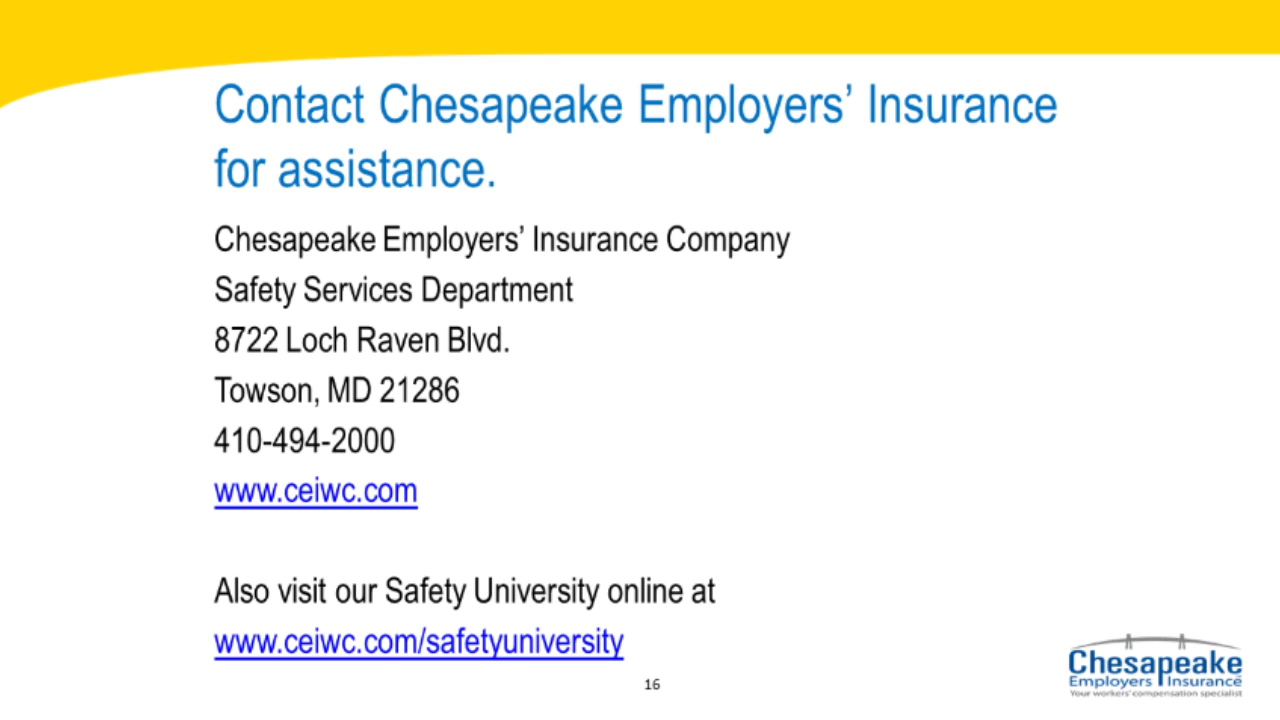 Contact Chesapeake Employers’ Insurance
for assistance.
Chesapeake Employers’ Insurance Company
Safety Services Department
8722 Loch Raven Blvd.
Towson, MD 21286
410-494-2000
www.ceiwc.com
Also visit our Safety University online at
www.ceiwc.com/safetyuniversity
16
Chesapeake
Employers Insurance
Your workers' compensation specialist